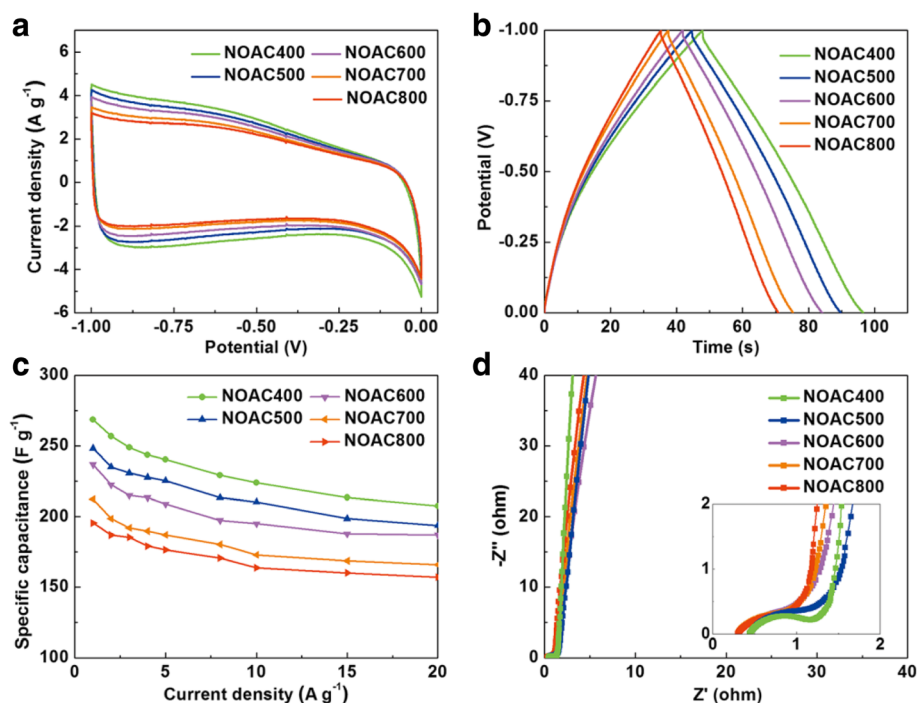 a
6
4
2
0
-2
-4
-6
Current density (A g-1)
NOAC400 NOAC600
NOAC500 NOAC700
NOAC800
-1.00 -0.75 -0.50 -0.25 0.00
Potential (V)
b
-1.00
-0.75
-0.50
-0.25
0.00
Potential (V)
NOAC400
NOAC500
NOAC600
NOAC700
NOAC800
0 20 40 60 80 100
Time (s)
c
300
250
200
150
100
Specific capacitance (F g-1)
NOAC400 NOAC600
NOAC500 NOAC700
NOAC800
0 5 10 15 20
Current density (A g-1)
d
40
30
20
10
0
-Z'' (ohm)
NOAC400
NOAC500
NOAC600
NOAC700
NOAC800
2
1
0
0 1 2
0 10 20 30 40
Z' (ohm)